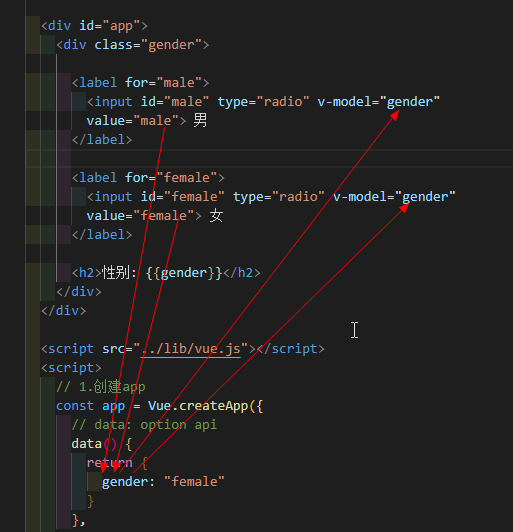 <div id="app">
<div class="gender">
<label for="male">
<input id="male" type="radio" v-model="gender"
value="male"> 男
</label>
<label for="female">
<input id="female" type="radio" v-model="gender"
value="female"> 女
</label>
<h2>性别: {{gender}}</h2>
</div>
</div>
<script src="../lib/vue.js"></script>
<script>
// 1.创建app
const app = Vue.createApp({
// data: option api
data() {
return {
gender: "female"
}
},